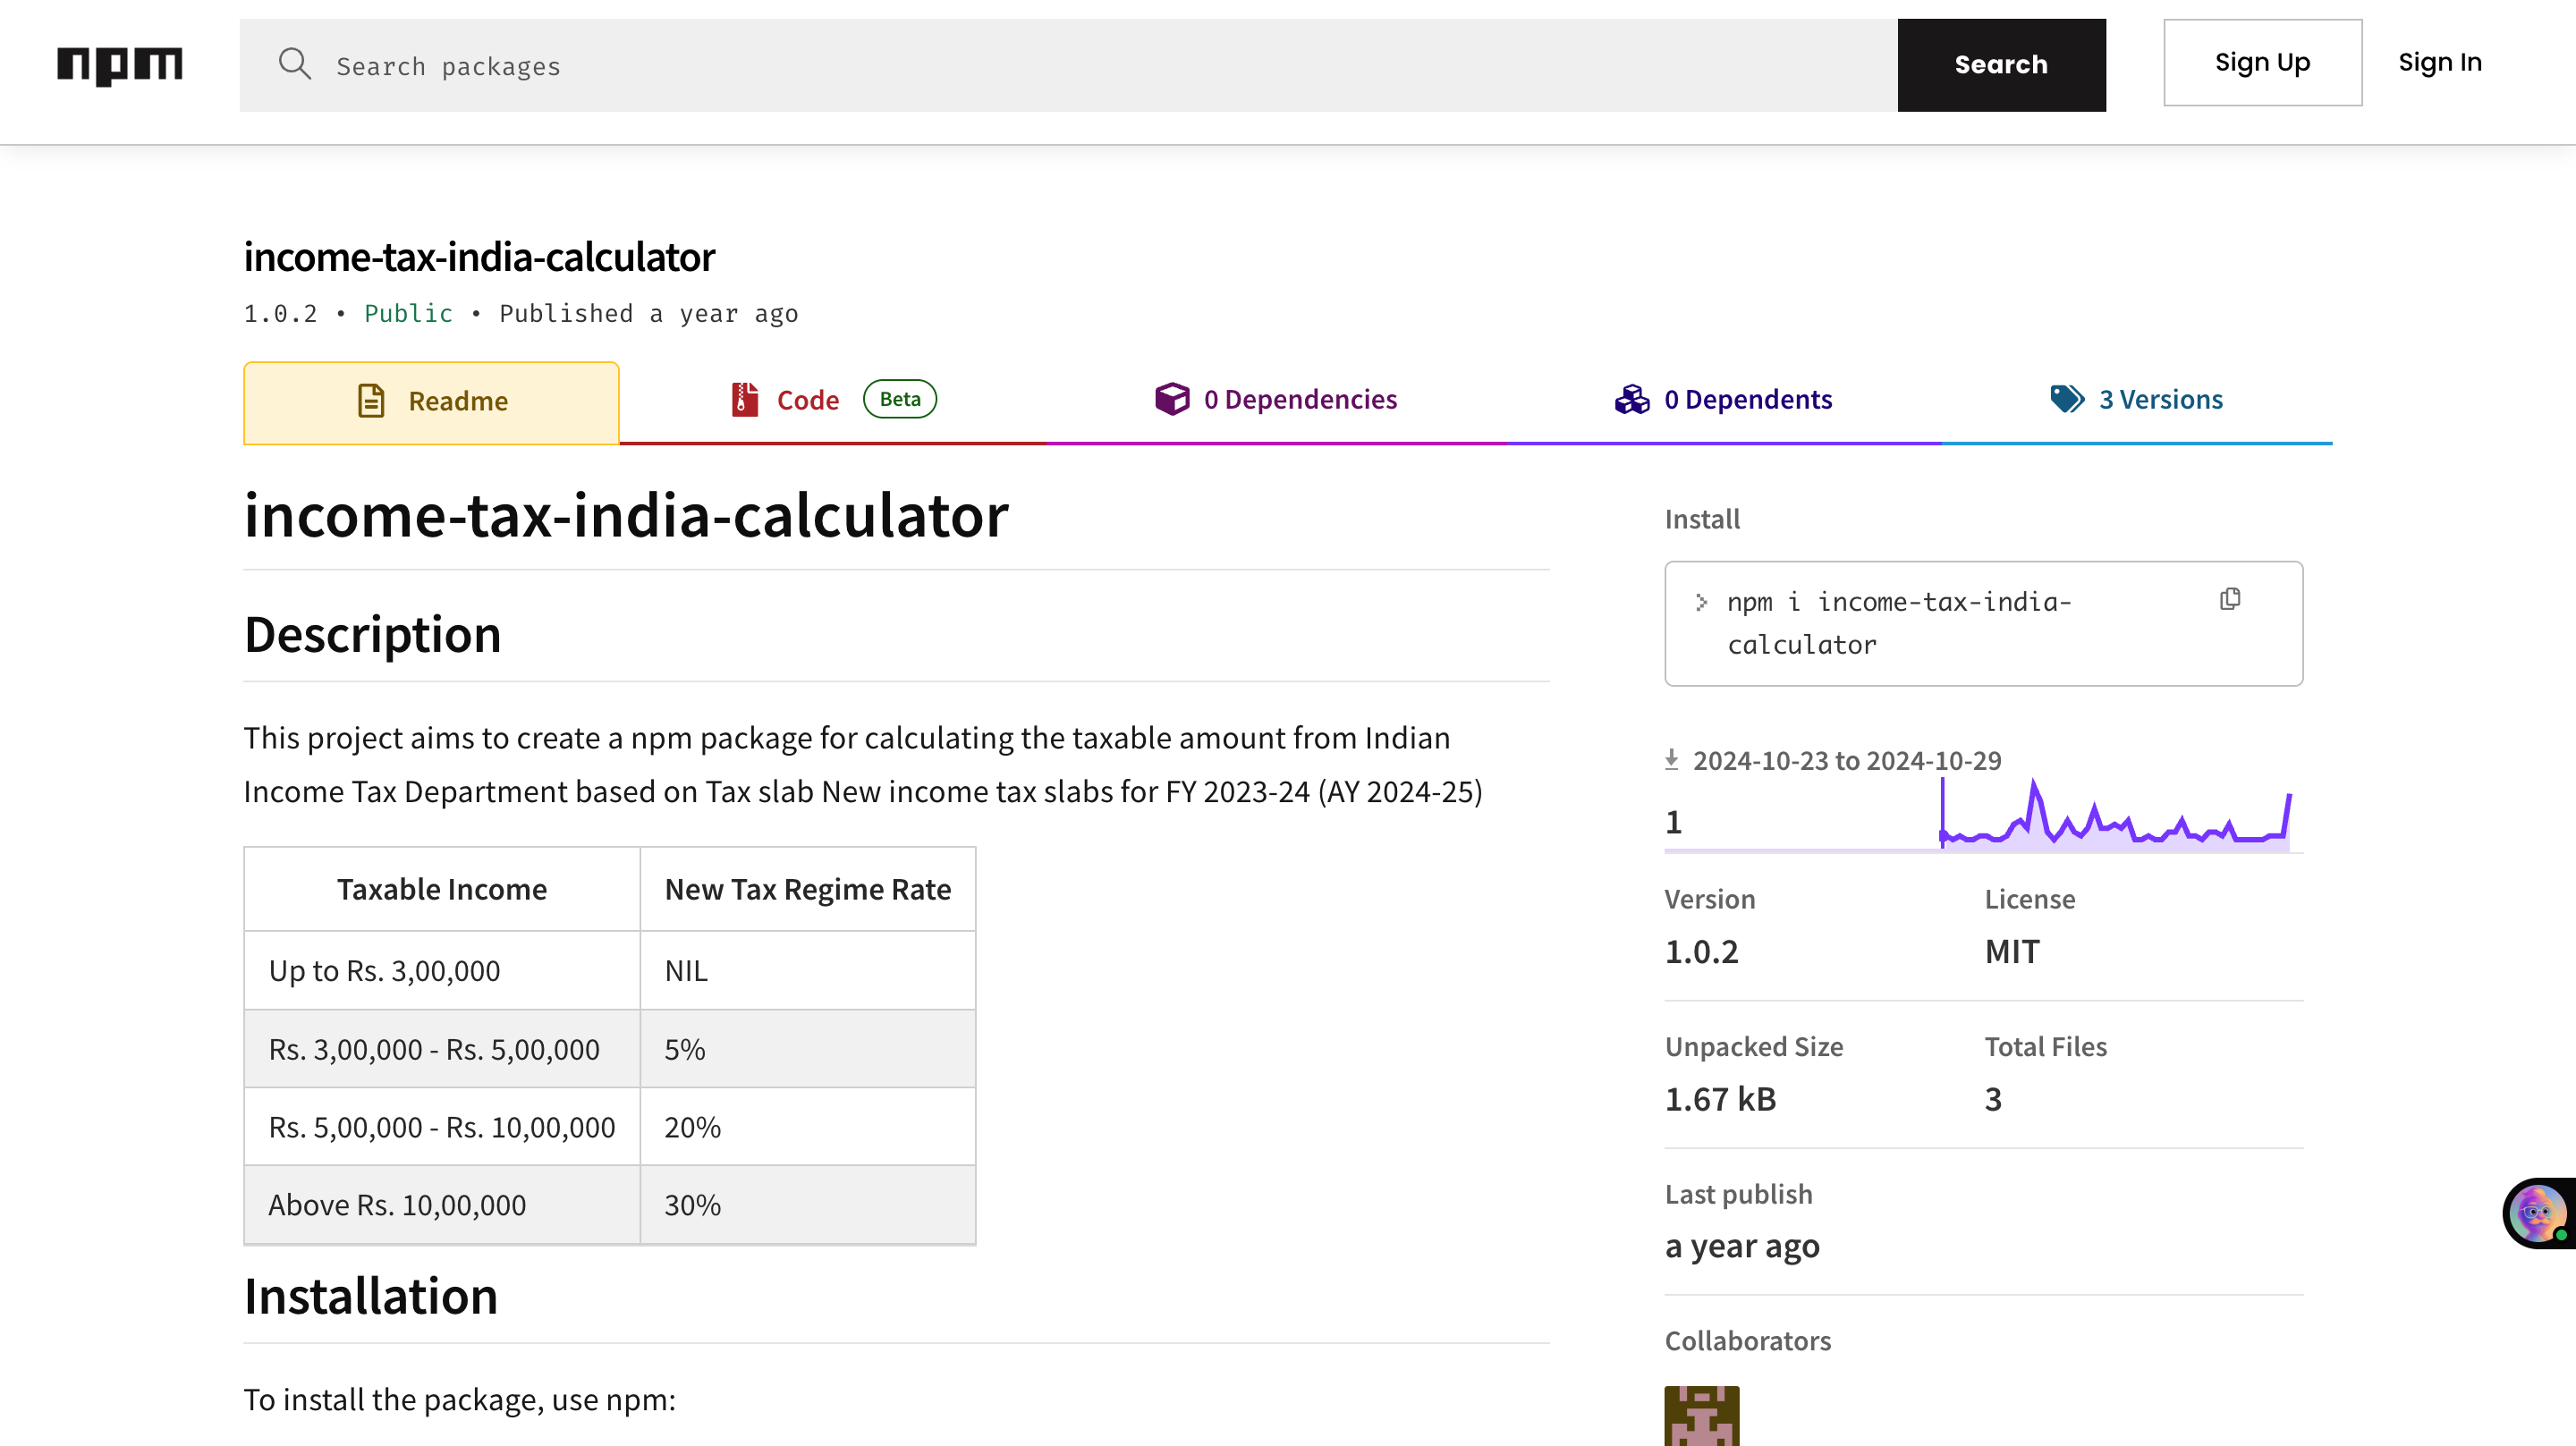 npm
Search packages
Search
Sign Up
Sign In
income-tax-india-calculator
1.0.2 • Public • Published a year ago
Readme
Code Beta
0 Dependencies
0 Dependents
3 Versions
income-tax-india-calculator
Description
This project aims to create a npm package for calculating the taxable amount from Indian
Income Tax Department based on Tax slab New income tax slabs for FY 2023-24 (AY 2024-25)
Taxable Income New Tax Regime Rate
Up to Rs. 3,00,000 NIL
Rs. 3,00,000 - Rs. 5,00,000 5%
Rs. 5,00,000 - Rs. 10,00,000 20%
Above Rs. 10,00,000 30%
Installation
To install the package, use npm:
Install
npm i income-tax-india-
calculator
2024-10-23 to 2024-10-29
1
Version License
1.0.2 MIT
Unpacked Size Total Files
1.67 kB 3
Last publish
a year ago
Collaborators